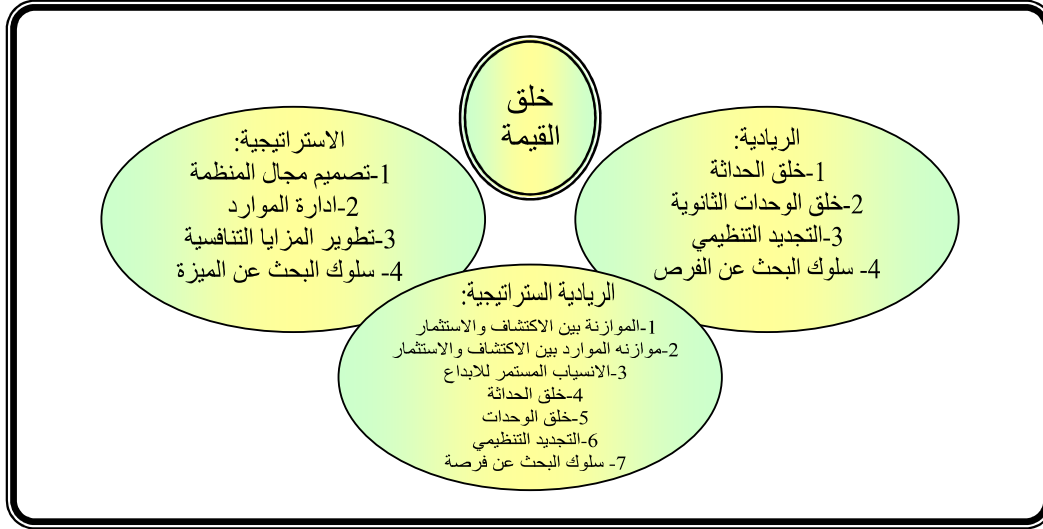 خلق
القيمة
الريادية:
1-خلق الحداثة
2-خلق الوحدات الثانوية
3-التجديد التنظيمي
4- سلوك البحث عن الفرص
الاستراتيجية:
1-تصميم مجال المنظمة
2-ادارة الموارد
3-تطوير المزايا التنافسية
4- سلوك البحث عن الميزة
الريادية الستراتيجية:
1-الموازنة بين الاكتشاف والاستثمار
2-موازنه الموارد بين الاكتشاف والاستثمار
3-الانسياب المستمر للابداع
4-خلق الحداثة
5-خلق الوحدات
6-التجديد التنظيمي
7- سلوك البحث عن فرصة